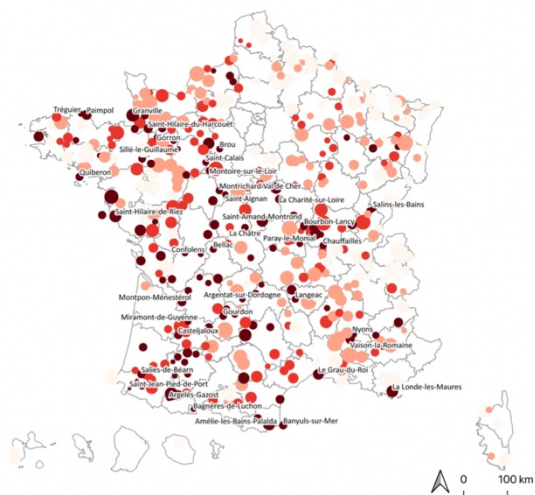 Tréguier
Paimpol
Granville
Saint-Hilaire-du-Harcouët
Gorron
Sillé-le-Guillaume
Brou
Saint-Calais
Quiberon
Montoire-sur-le-Loir
Montrichard Val de Cher
Saint-Aignan
La Charité-sur-Loire
Salins-les-Bains
Saint-Hilaire-de-Riez
Saint-Amand-Montrond
Bourbon-Lancy
La Châtre
Paray-le-Monial
Chauffailles
Confolens
Bellac
Montpon-Ménestérol
Argentat-sur-Dordogne
Langeac
Miramont-de-Guyenne
Gourdon
Casteljaloux
Nyons
Vaison-la-Romaine
Salies-de-Béarn
Le Grau-du-Roi
Saint-Jean-Pied-de-Port
La Londe-les-Maures
Argelès-Gazost
Bagnères-de-Luchon
Amélie-les-Bains-Palalda
Banyuls-sur-Mer
0 100 km